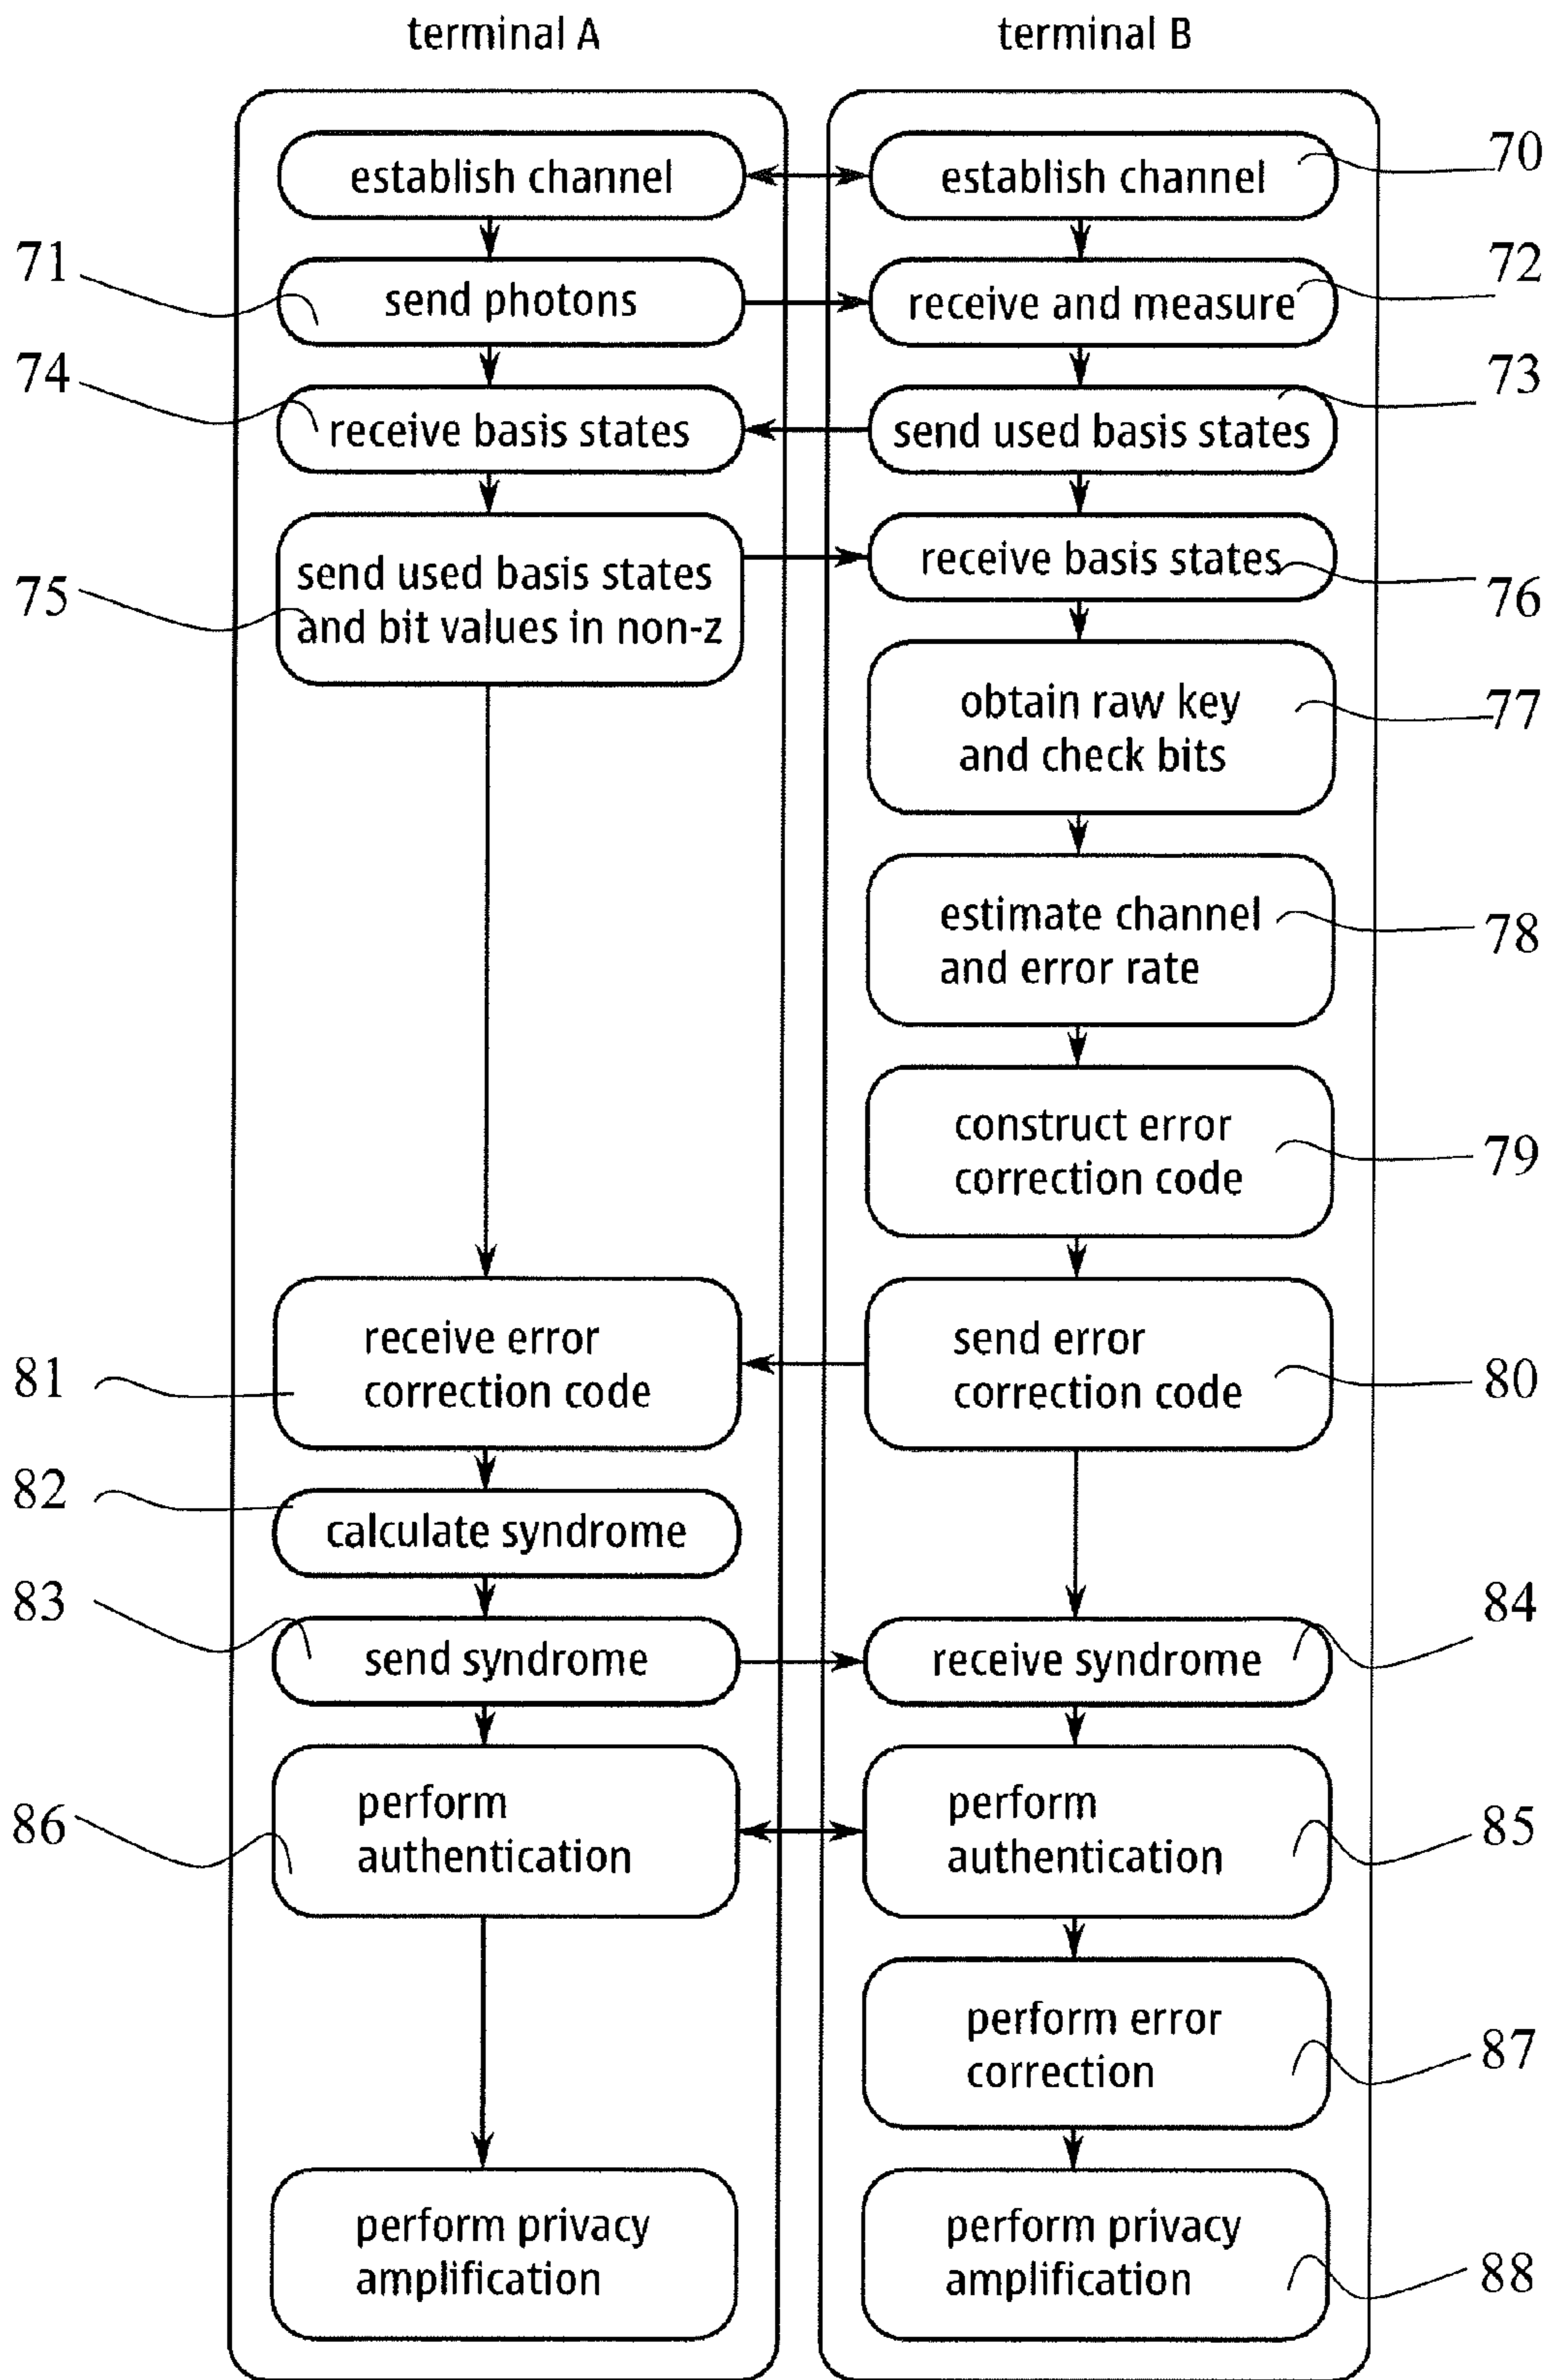 terminal A
terminal B
establish channel
establish channel
70
71
send photons
receive and measure
72
74
receive basis states
send used basis states
73
75
send used basis states
and bit values in non-z
receive basis states
76
obtain raw key
and check bits
77
estimate channel
and error rate
78
construct error
correction code
79
81
receive error
correction code
send error
correction code
80
82
calculate syndrome
83
send syndrome
receive syndrome
84
86
perform
authentication
perform
authentication
85
perform error
correction
87
perform privacy
amplification
perform privacy
amplification
88